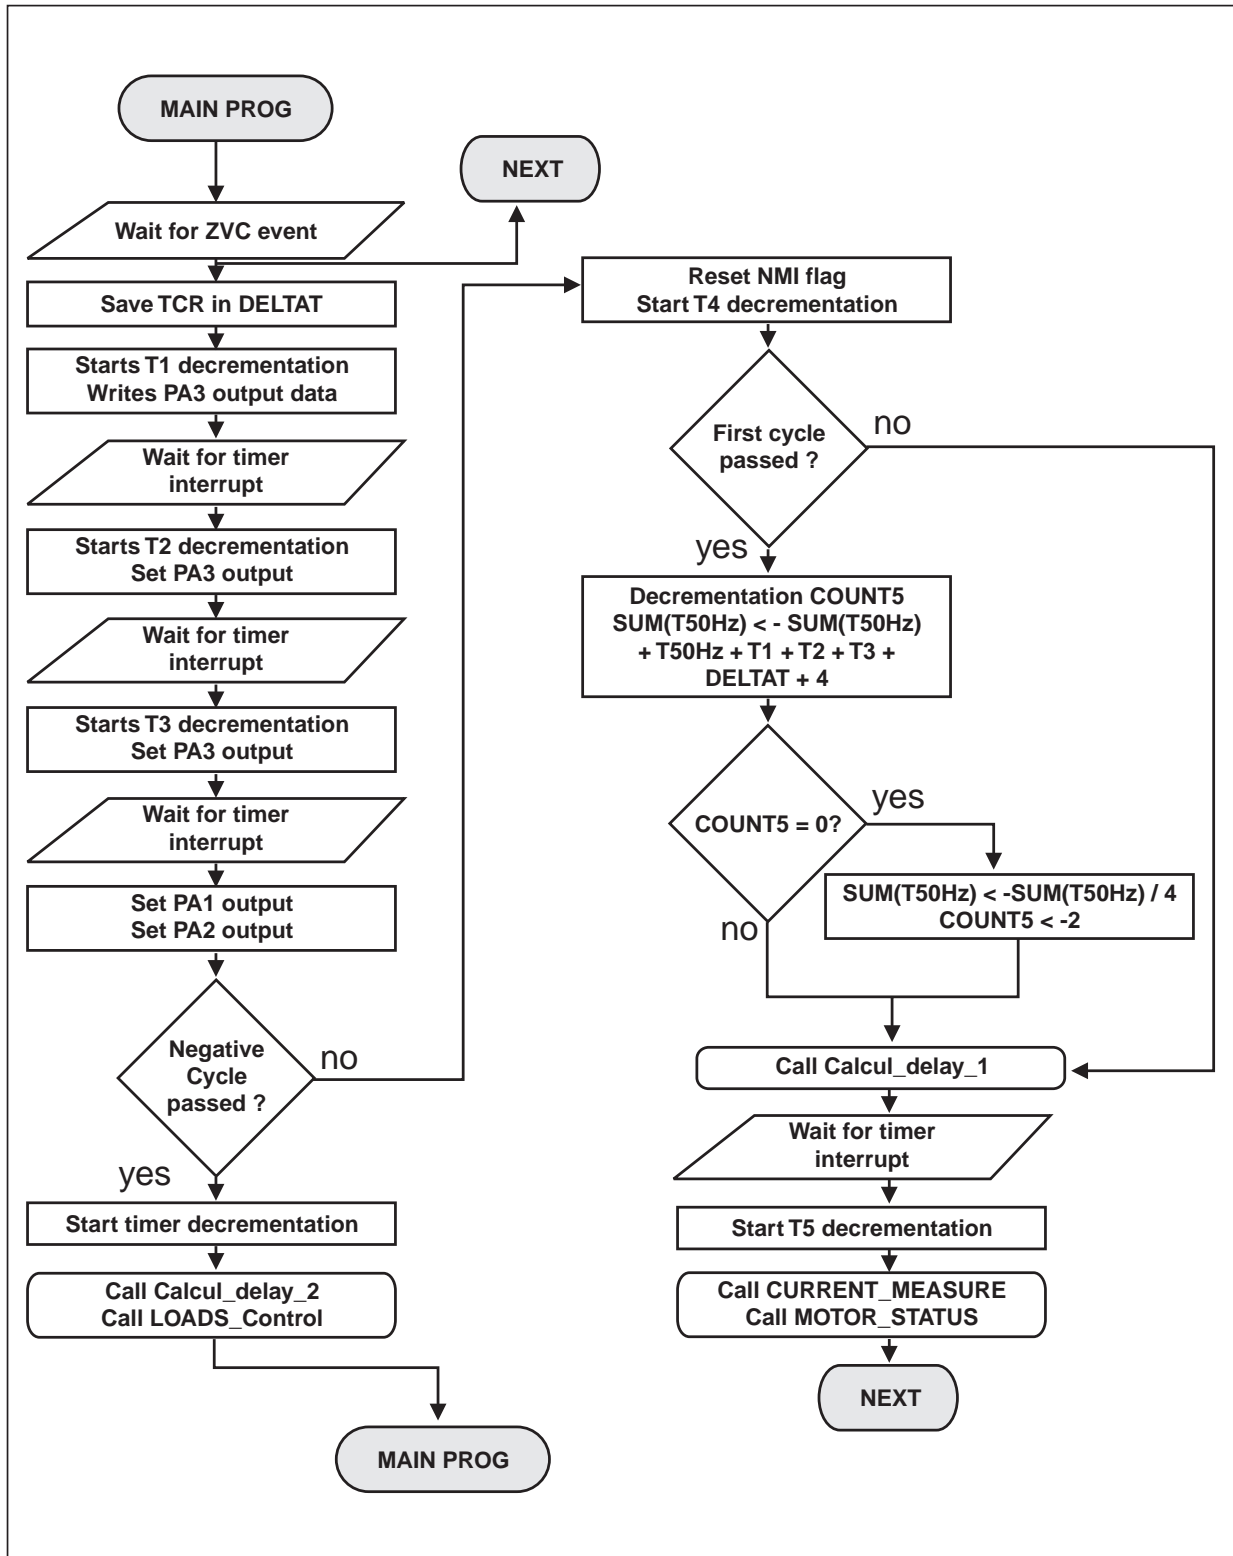 MAIN PROG
Wait for ZVC event
NEXT
Save TCR in DELTAT
Starts T1 decrementation
Writes PA3 output data
Wait for timer
interrupt
Starts T2 decrementation
Set PA3 output
Wait for timer
interrupt
Starts T3 decrementation
Set PA3 output
Wait for timer
interrupt
Set PA1 output
Set PA2 output
Negative
Cycle
passed ?
no
yes
Start timer decrementation
Call Calcul_delay_2
Call LOADS_Control
MAIN PROG
Reset NMI flag
Start T4 decrementation
First cycle
passed ?
no
yes
Decrementation COUNT5
SUM(T50Hz) < - SUM(T50Hz)
+ T50Hz + T1 + T2 + T3 +
DELTAT + 4
COUNT5 = 0?
yes
no
SUM(T50Hz) < -SUM(T50Hz) / 4
COUNT5 < -2
Call Calcul_delay_1
Wait for timer
interrupt
Start T5 decrementation
Call CURRENT_MEASURE
Call MOTOR_STATUS
NEXT